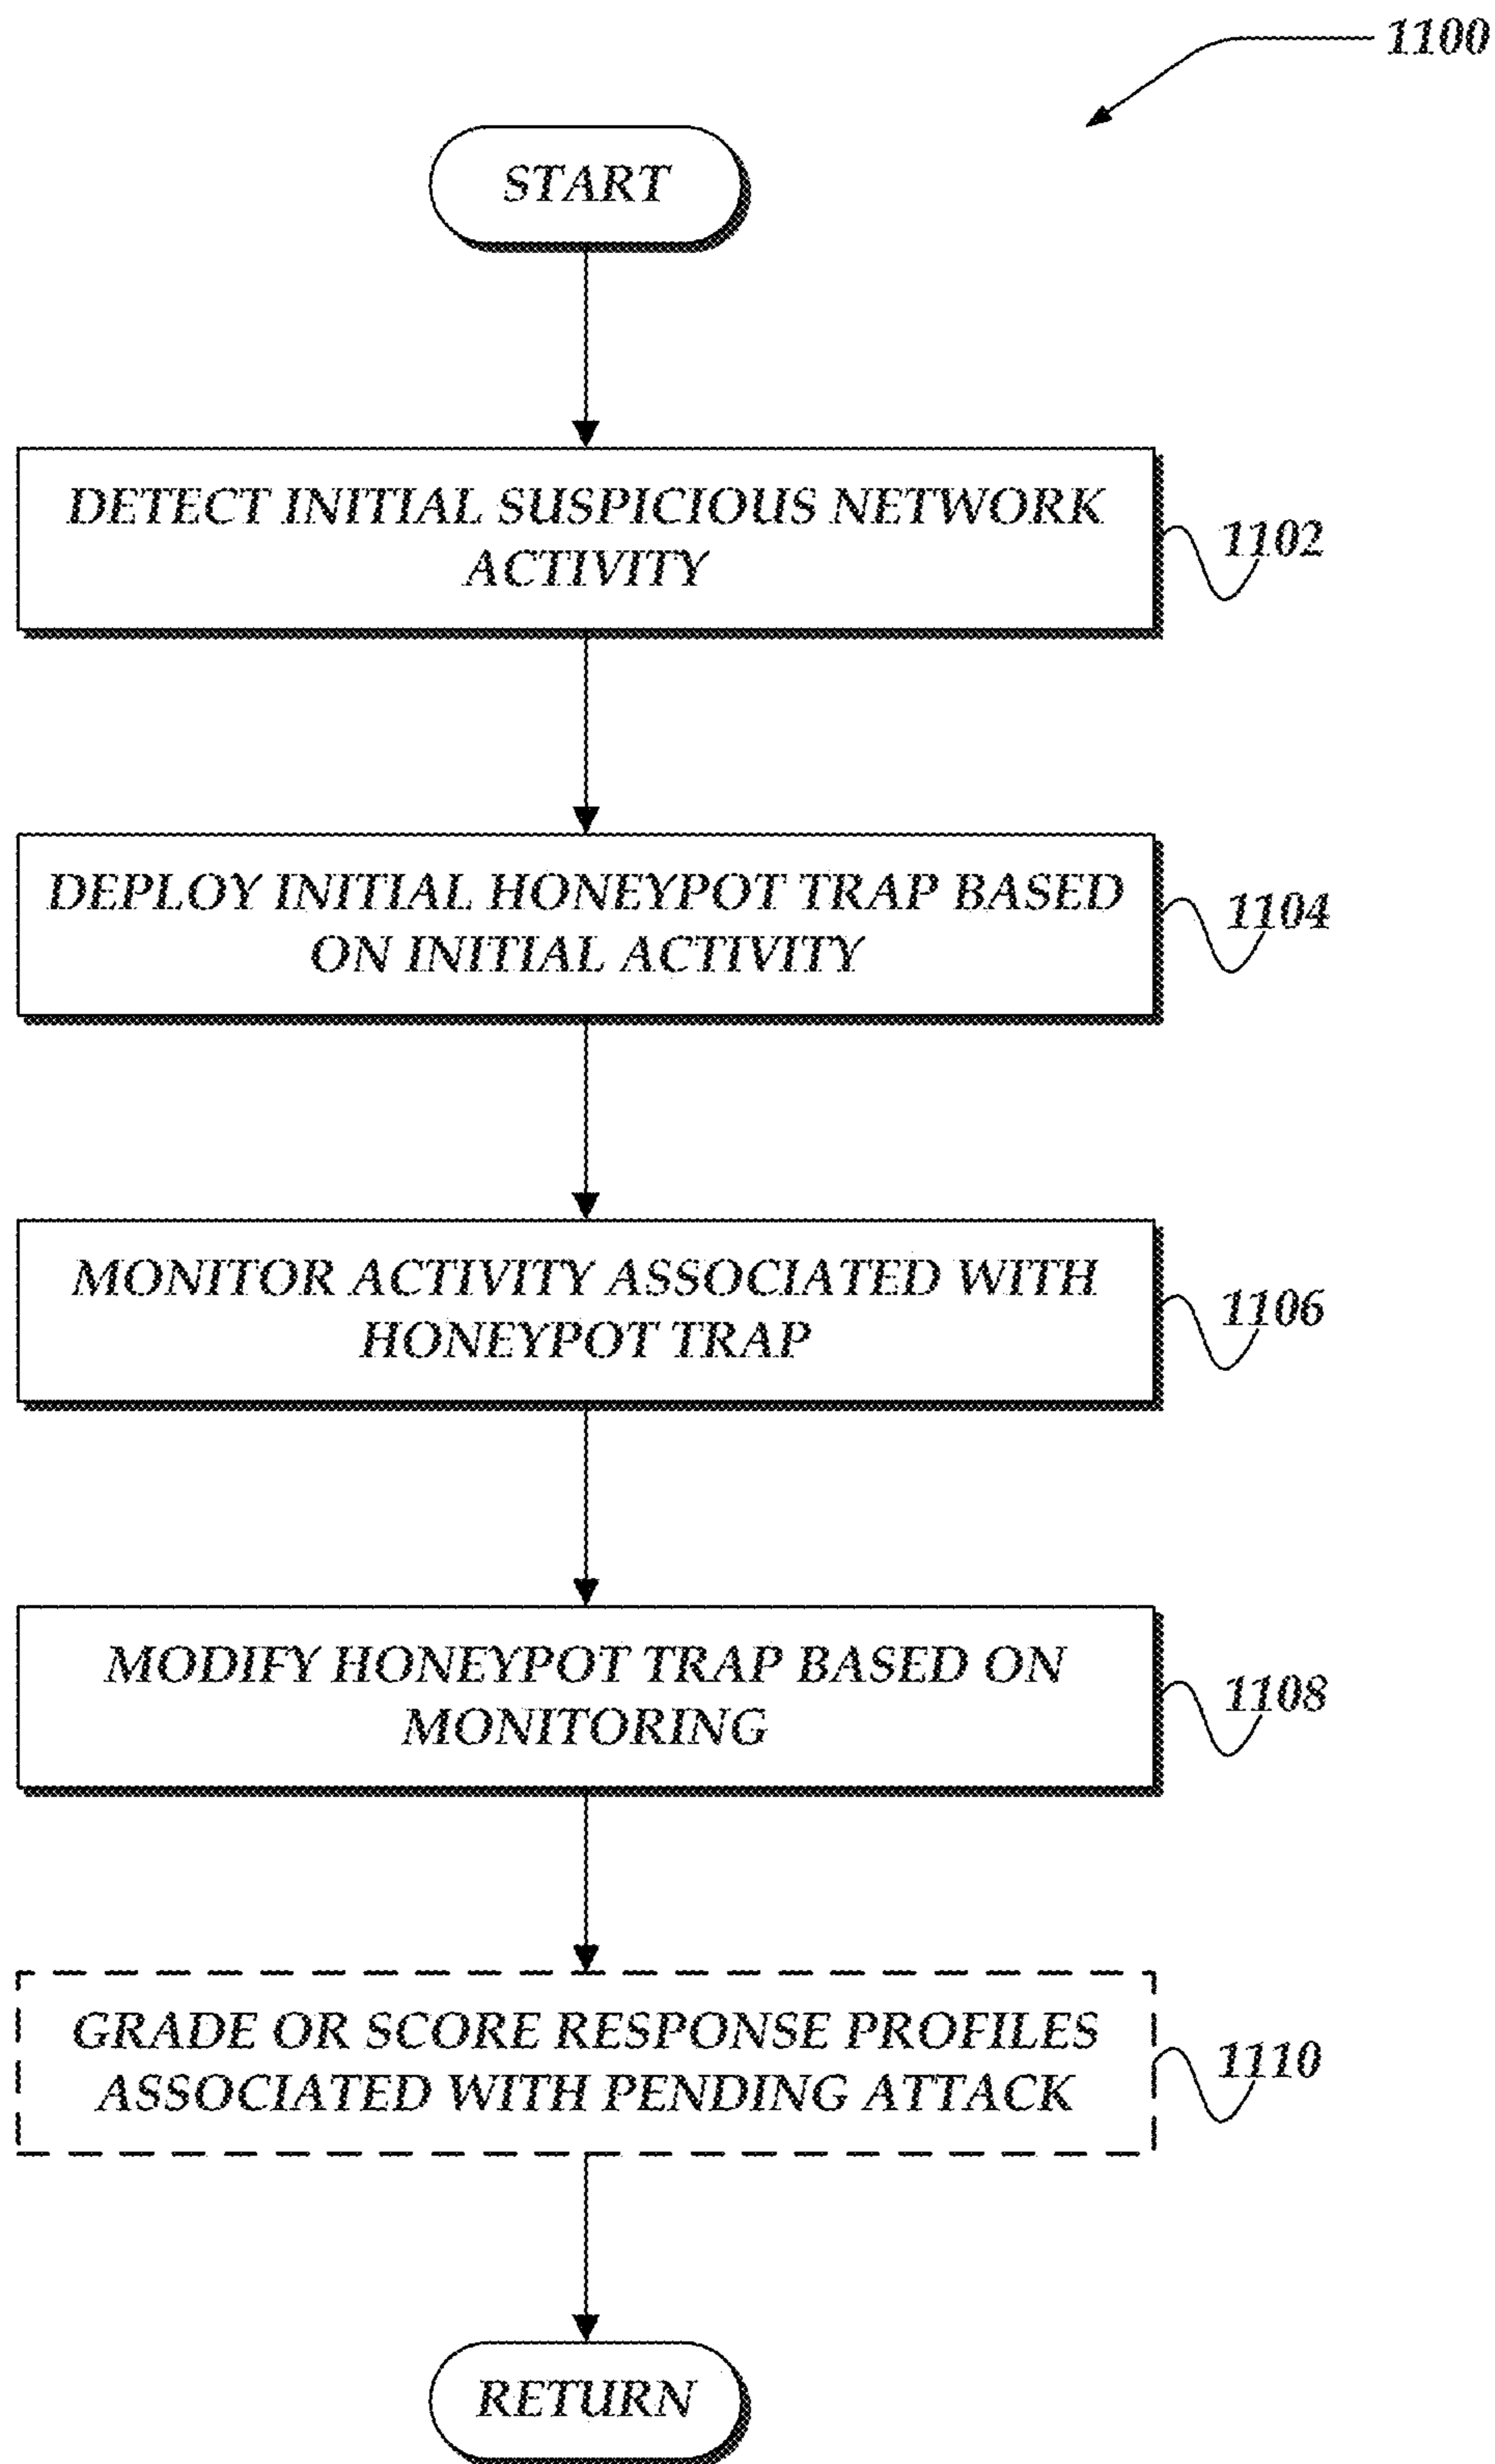 1100
START
DETECT INITIAL SUSPICIOUS NETWORK
ACTIVITY
1102
DEPLOY INITIAL HONEYPOT TRAP BASED
ON INITIAL ACTIVITY
1104
MONITOR ACTIVITY ASSOCIATED WITH
HONEYPOT TRAP
1106
MODIFY HONEYPOT TRAP BASED ON
MONITORING
1108
GRADE OR SCORE RESPONSE PROFILES
ASSOCIATED WITH PENDING ATTACK
1110
RETURN